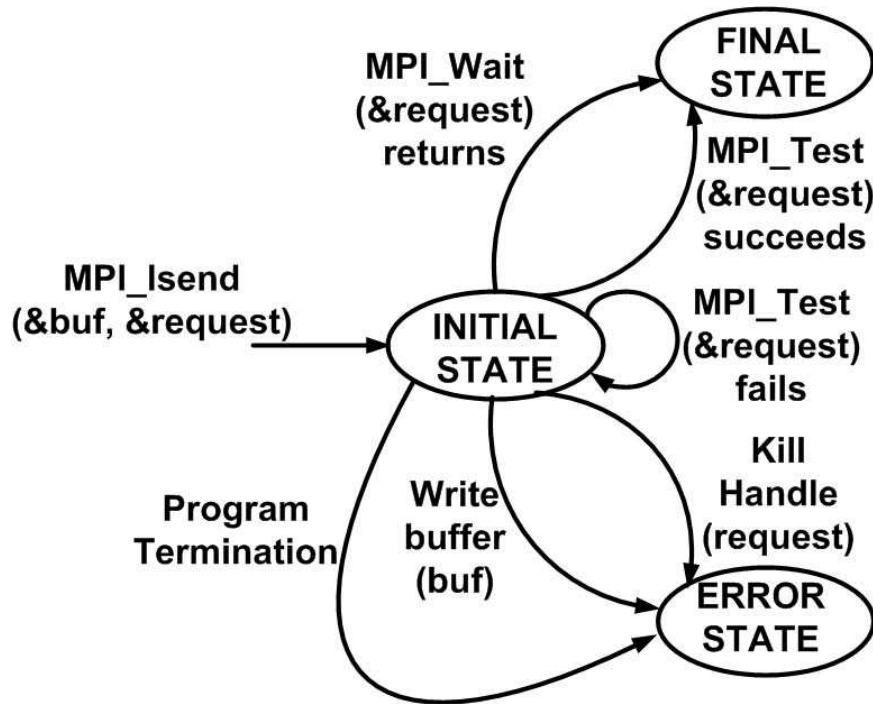 FINAL
STATE
MPI_Wait
(&request)
returns
MPI_Test
(&request)
succeeds
MPI_Isend
(&buf, &request)
INITIAL
STATE
MPI_Test
(&request)
fails
Kill
Handle
(request)
Write
buffer
(buf)
Program
Termination
ERROR
STATE